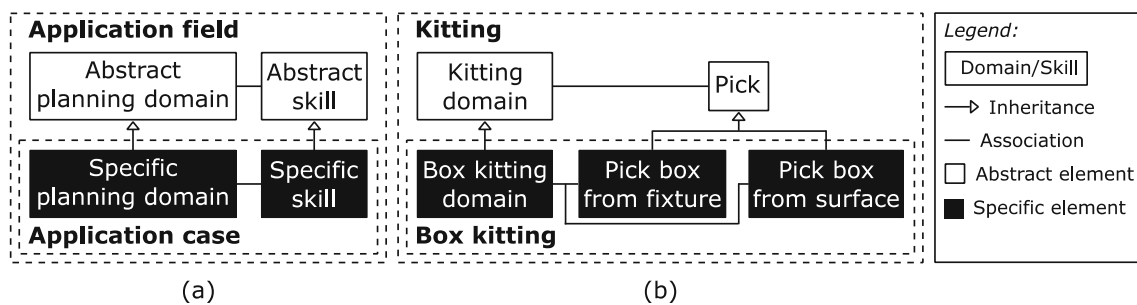 Application field
Abstract
planning domain
Abstract
skill
Specific
planning domain
Specific
skill
Application case
(a)
Kitting
Kitting
domain
Pick
Box kitting
domain
Pick box
from fixture
Pick box
from surface
Box kitting
(b)
Legend:
Domain/Skill
Inheritance
Association
Abstract element
Specific element